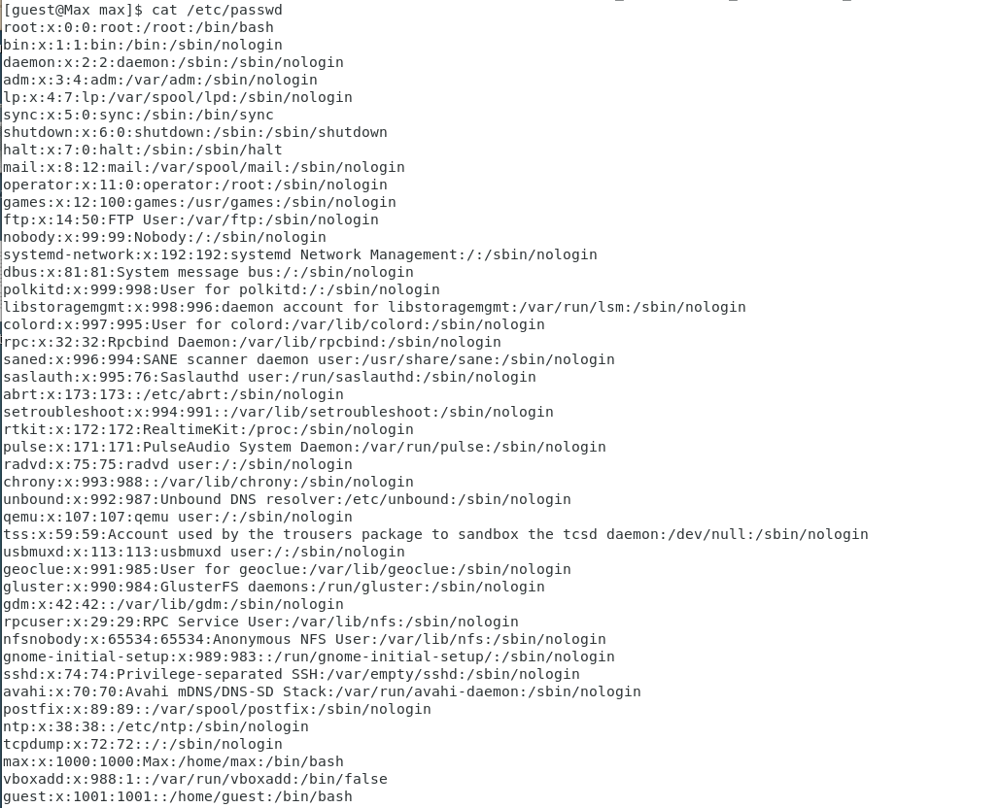 [guest@Max max]$ cat /etc/passwd
root:x:0:0:root:/root:/bin/bash
bin:x:1:1:bin:/bin:/sbin/nologin
daemon:x:2:2:daemon:/sbin:/sbin/nologin
adm:x:3:4:adm:/var/adm:/sbin/nologin
lp:x:4:7:lp:/var/spool/lpd:/sbin/nologin
sync:x:5:0:sync:/sbin:/bin/sync
shutdown:x:6:0:shutdown:/sbin:/sbin/shutdown
halt:x:7:0:halt:/sbin:/sbin/halt
mail:x:8:12:mail:/var/spool/mail:/sbin/nologin
operator:x:11:0:operator:/root:/sbin/nologin
games:x:12:100:games:/usr/games:/sbin/nologin
ftp:x:14:50:FTP User:/var/ftp:/sbin/nologin
nobody:x:99:99:Nobody:/:/sbin/nologin
systemd-network:x:192:192:systemd Network Management:/:/sbin/nologin
dbus:x:81:81:System message bus:/:/sbin/nologin
polkitd:x:999:998:User for polkitd:/:/sbin/nologin
libstoragemgmt:x:998:996:daemon account for libstoragemgmt:/var/run/lsm:/sbin/nologin
colord:x:997:995:User for colord:/var/lib/colord:/sbin/nologin
rpc:x:32:32:Rpcbind Daemon:/var/lib/rpcbind:/sbin/nologin
saned:x:996:994:SANE scanner daemon user:/usr/share/sane:/sbin/nologin
saslauth:x:995:76:Saslauthd user:/run/saslauthd:/sbin/nologin
abrt:x:173:173::/etc/abrt:/sbin/nologin
setroubleshoot:x:994:991::/var/lib/setroubleshoot:/sbin/nologin
rtkit:x:172:172:RealtimeKit:/proc:/sbin/nologin
pulse:x:171:171:PulseAudio System Daemon:/var/run/pulse:/sbin/nologin
radvd:x:75:75:radvd user:/:/sbin/nologin
chrony:x:993:988::/var/lib/chrony:/sbin/nologin
unbound:x:992:987:Unbound DNS resolver:/etc/unbound:/sbin/nologin
qemu:x:107:107:qemu user:/:/sbin/nologin
tss:x:59:59:Account used by the trousers package to sandbox the tcsd daemon:/dev/null:/sbin/nologin
usbmuxd:x:113:113:usbmuxd user:/:/sbin/nologin
geoclue:x:991:985:User for geoclue:/var/lib/geoclue:/sbin/nologin
gluster:x:990:984:GlusterFS daemons:/run/gluster:/sbin/nologin
gdm:x:42:42::/var/lib/gdm:/sbin/nologin
rpcuser:x:29:29:RPC Service User:/var/lib/nfs:/sbin/nologin
nfsnobody:x:65534:65534:Anonymous NFS User:/var/lib/nfs:/sbin/nologin
gnome-initial-setup:x:989:983::/run/gnome-initial-setup/:/sbin/nologin
sshd:x:74:74:Privilege-separated SSH:/var/empty/sshd:/sbin/nologin
avahi:x:70:70:Avahi mDNS/DNS-SD Stack:/var/run/avahi-daemon:/sbin/nologin
postfix:x:89:89::/var/spool/postfix:/sbin/nologin
ntp:x:38:38::/etc/ntp:/sbin/nologin
tcpdump:x:72:72::/:/sbin/nologin
max:x:1000:1000:Max:/home/max:/bin/bash
vboxadd:x:988:1::/var/run/vboxadd:/bin/false
guest:x:1001:1001::/home/guest:/bin/bash